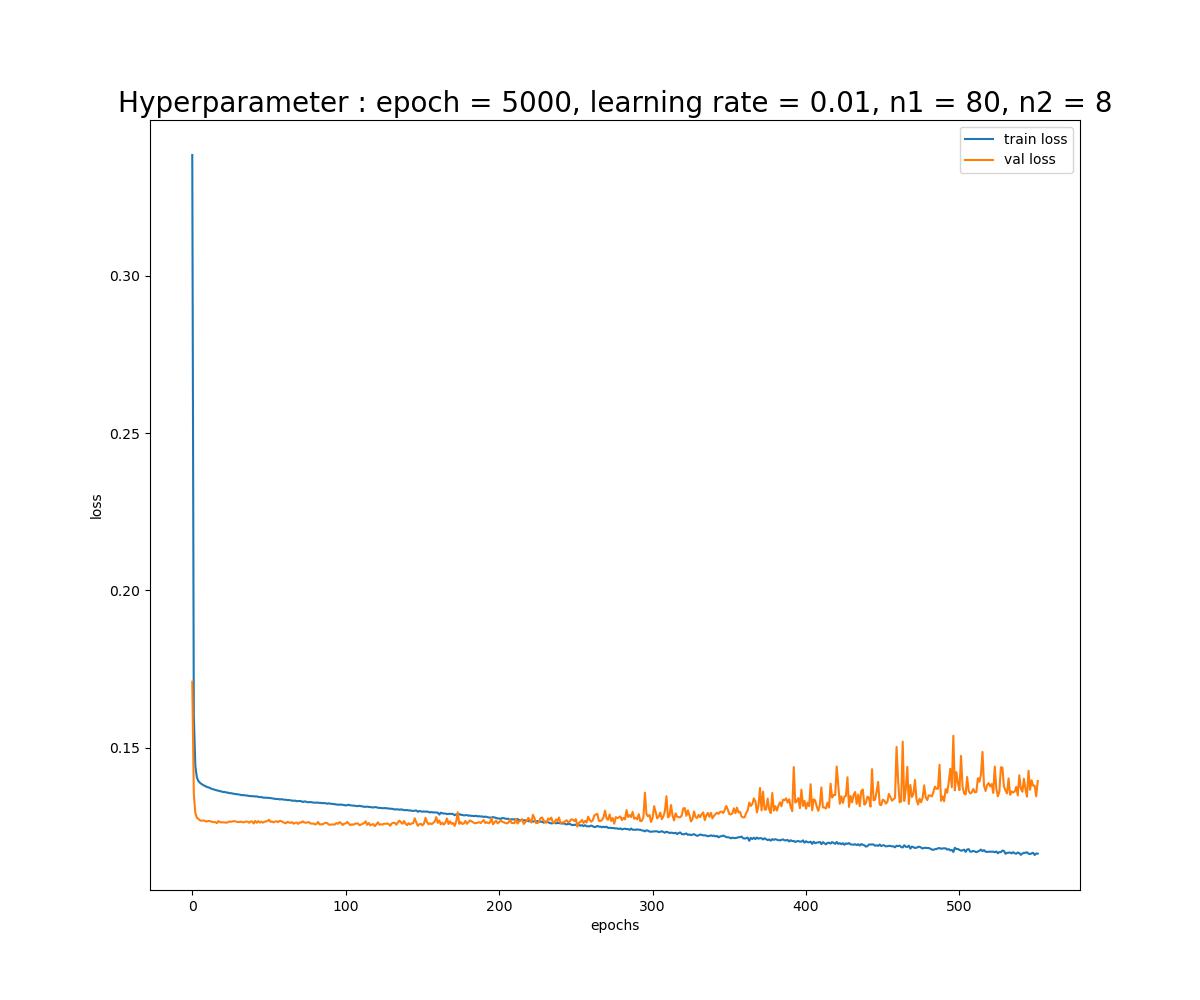 Hyperparameter : epoch = 5000, learning rate = 0.01, n1 = 80, n2 = 8
train loss
val loss
0.30
0.25
0.20
0.15
loss
0
100
200
300
400
500
epochs